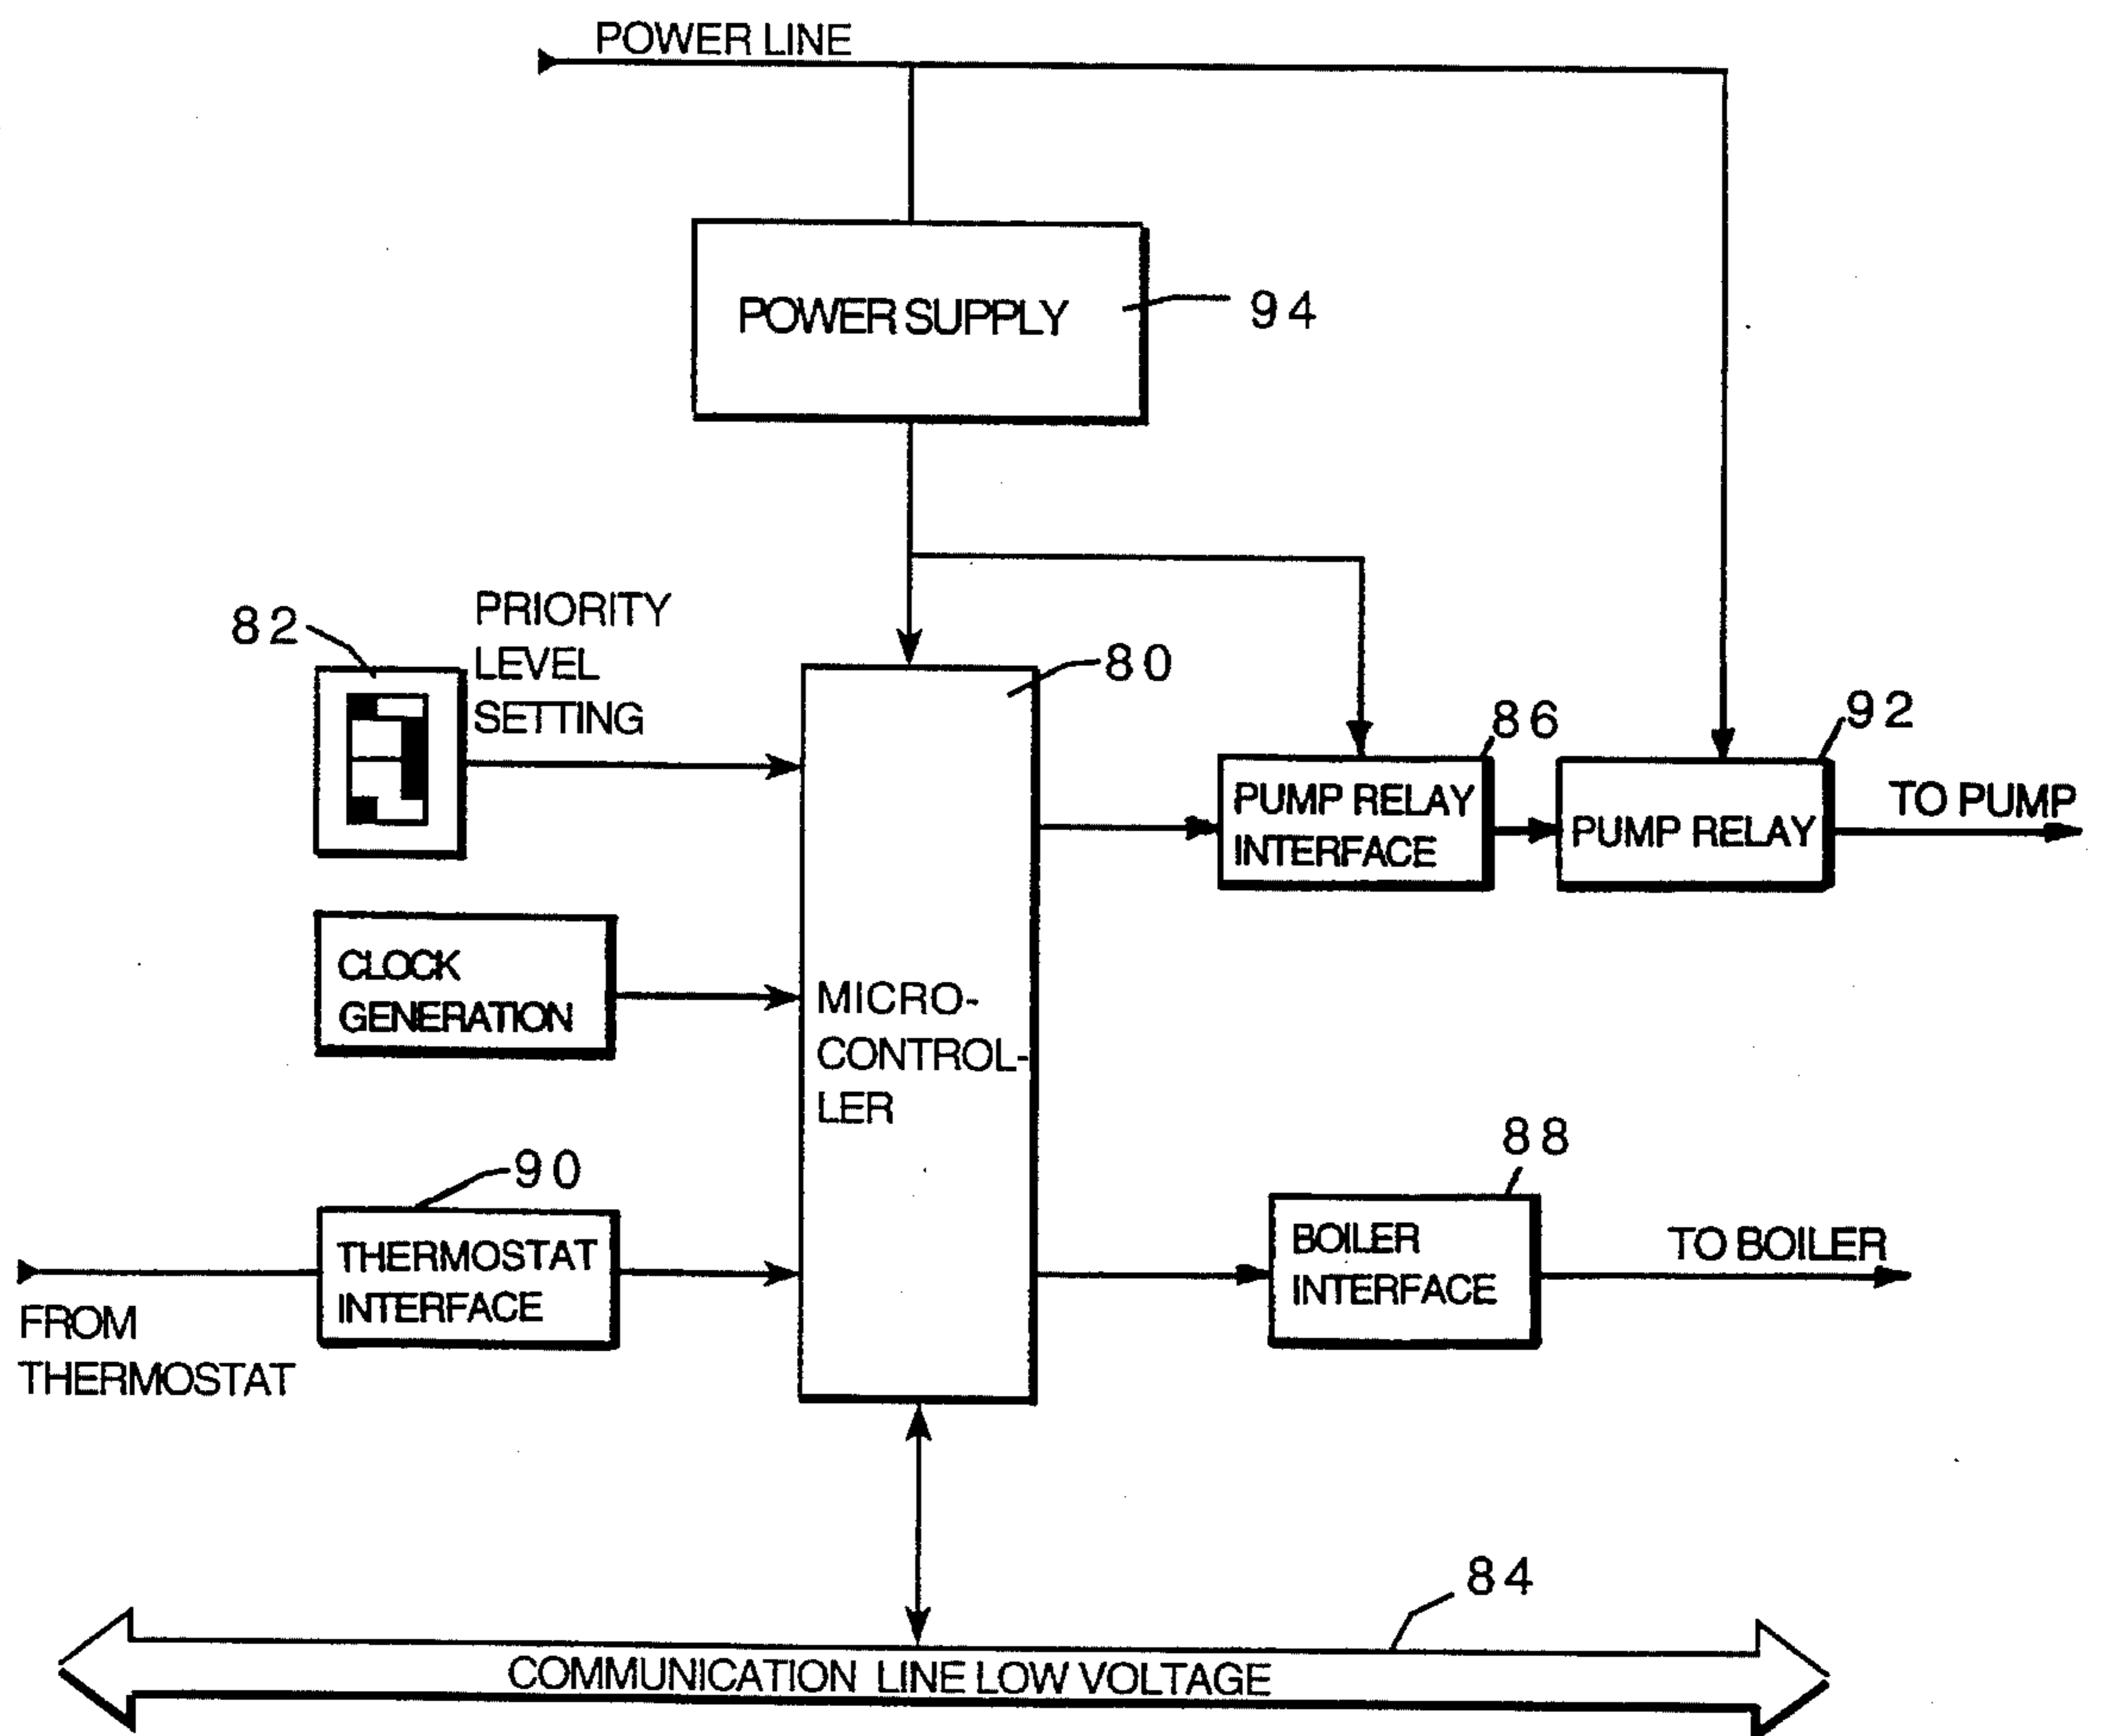 POWER LINE
POWER SUPPLY
94
82
PRIORITY
LEVEL
SETTING
80
86
92
PUMP RELAY
INTERFACE
PUMP RELAY
TO PUMP
CLOCK
GENERATION
MICRO-
CONTROL-
LER
90
88
THERMOSTAT
INTERFACE
BOILER
INTERFACE
TO BOILER
FROM
THERMOSTAT
84
COMMUNICATION LINE LOW VOLTAGE